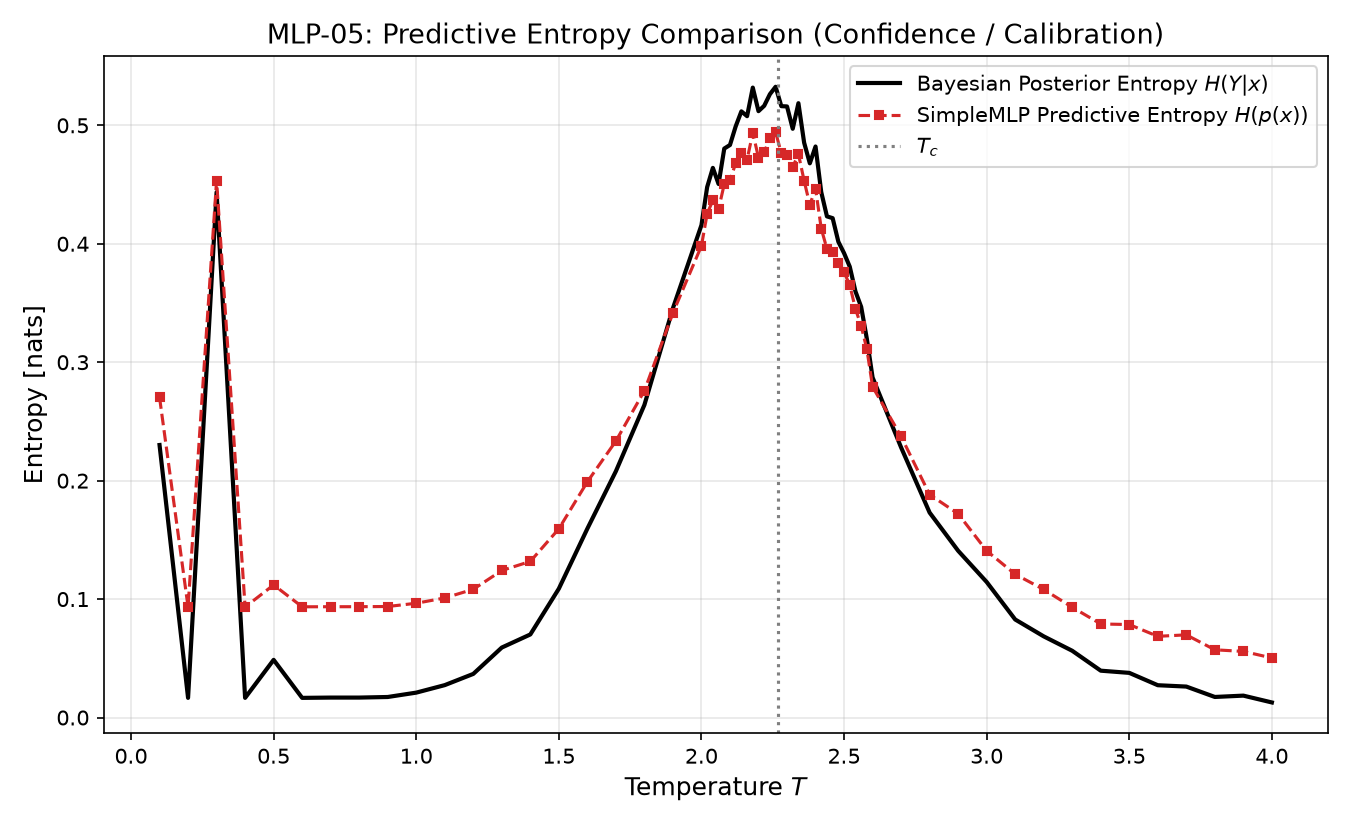 MLP-05: Predictive Entropy Comparison (Confidence / Calibration)
Bayesian Posterior Entropy H(Y|x)
SimpleMLP Predictive Entropy H(p(x))
T_c
Entropy [nats]
0.5
0.4
0.3
0.2
0.1
0.0
0.0 0.5 1.0 1.5 2.0 2.5 3.0 3.5 4.0
Temperature T